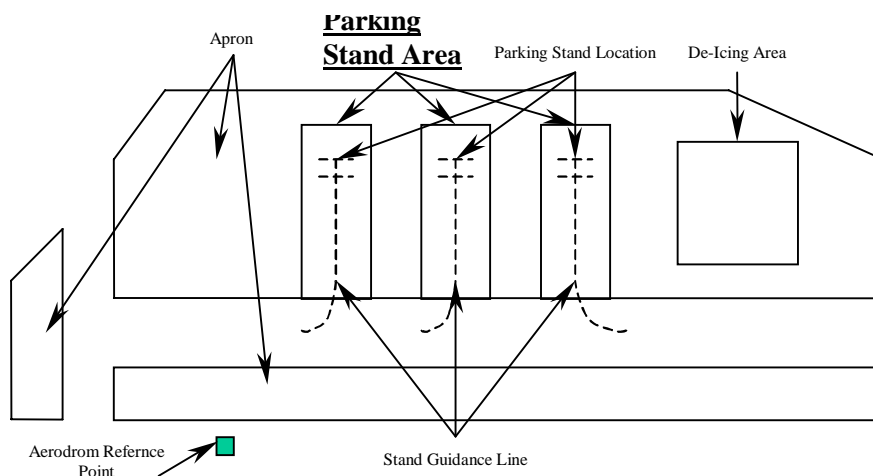 Parking
Stand Area
Apron
Parking Stand Location
De-Icing Area
Aerodrom Refernce
Point
Stand Guidance Line